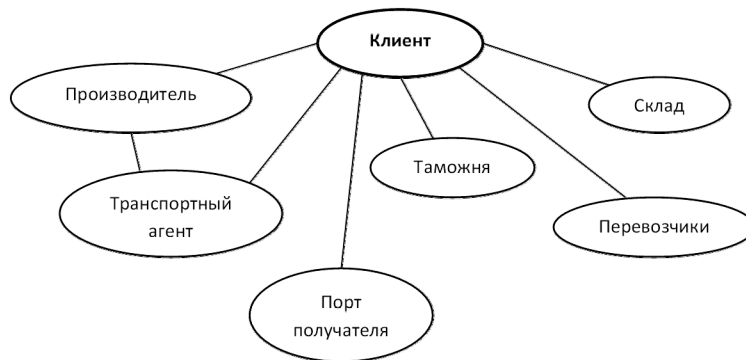 Клиент
Производитель
Склад
Таможня
Транспортный
агент
Перевозчики
Порт
получателя